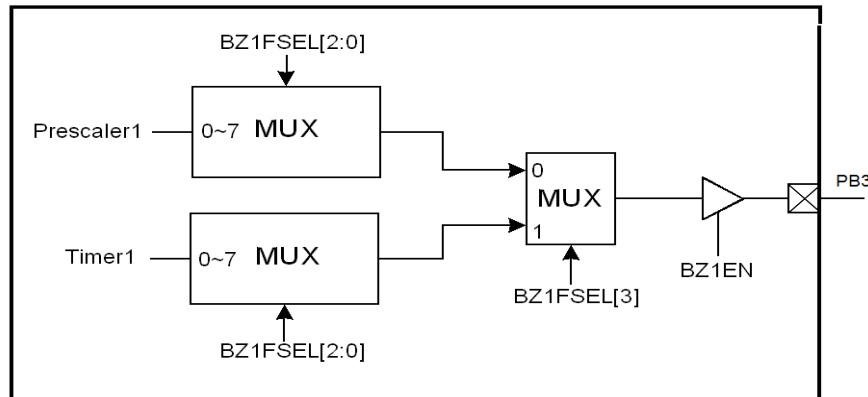 BZ1FSEL[2:0]
Prescaler1
0~7 MUX
0
MUX
1
PB3
Timer1
0~7 MUX
BZ1FSEL[3]
BZ1EN
BZ1FSEL[2:0]